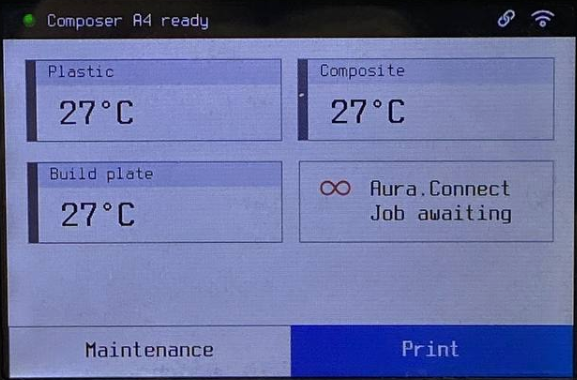 Composer A4 ready
Plastic
27°C
Composite
27°C
Build plate
27°C
Aura.Connect
Job awaiting
Maintenance
Print